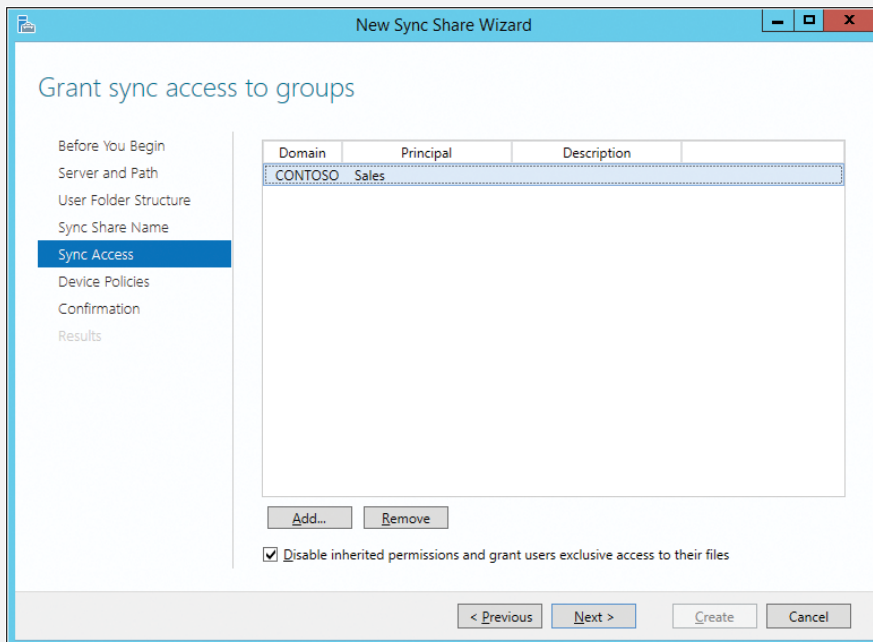 New Sync Share Wizard
Grant sync access to groups
Before You Begin
Server and Path
User Folder Structure
Sync Share Name
Sync Access
Device Policies
Confirmation
Results
Domain Principal Description
CONTOSO Sales
Add... Remove
Disable inherited permissions and grant users exclusive access to their files
< Previous Next > Create Cancel